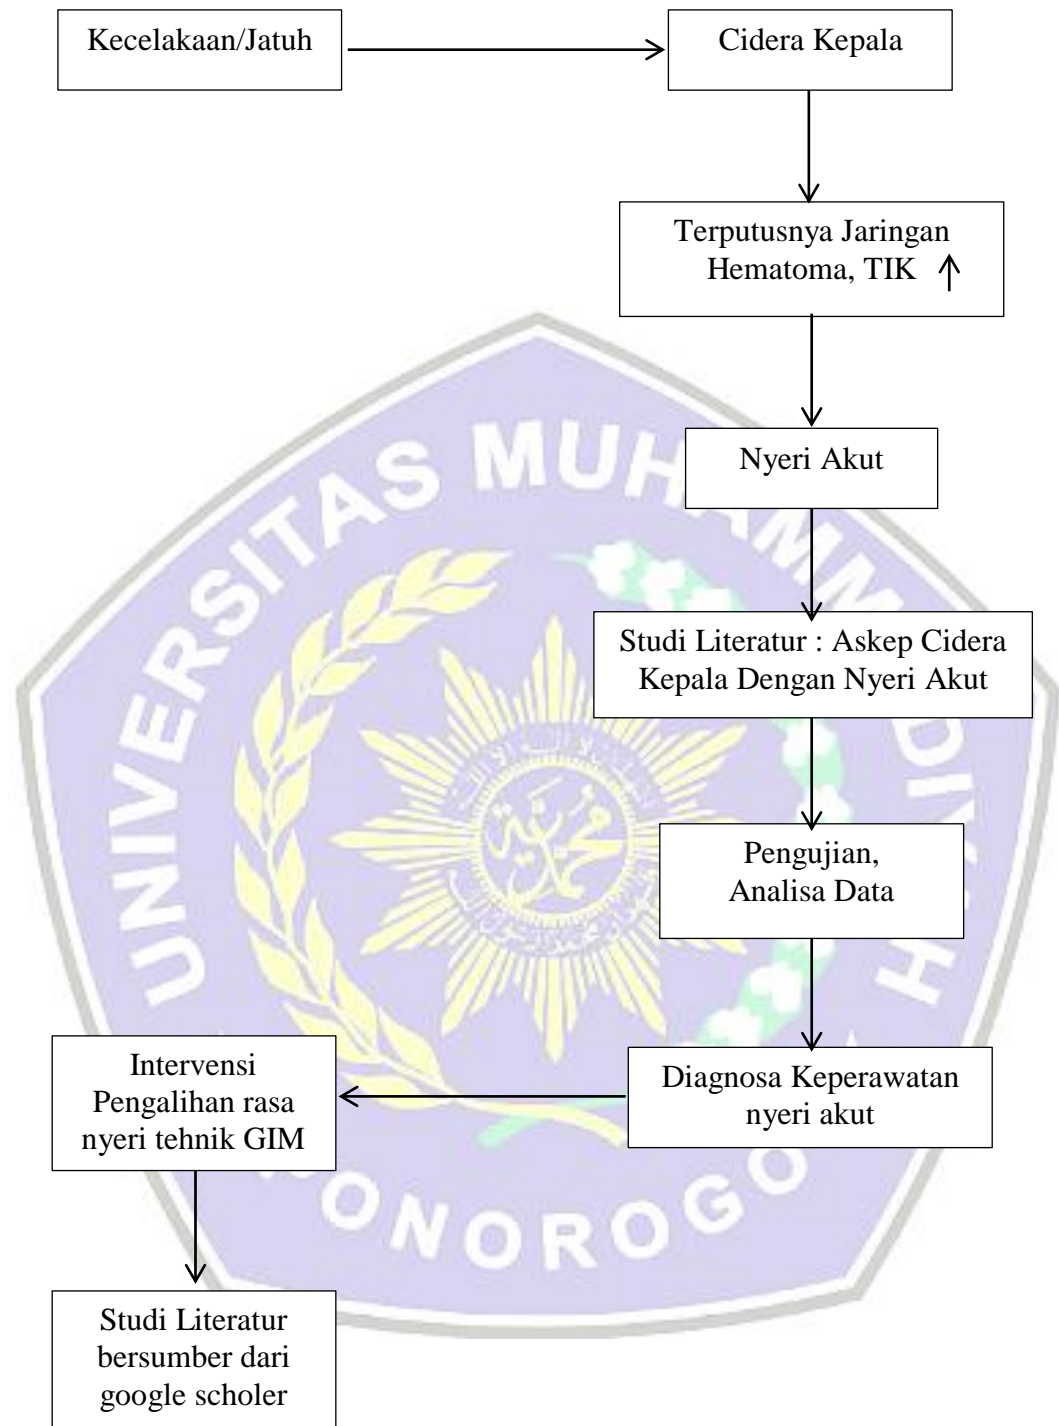 Kecelakaan/Jatuh
Cidera Kepala
Terputusnya Jaringan
Hematoma, TIK ↑
Nyeri Akut
Studi Literatur : Askep Cidera
Kepala Dengan Nyeri Akut
Pengujian,
Analisa Data
Diagnosa Keperawatan
nyeri akut
Intervensi
Pengalihan rasa
nyeri tehnik GIM
Studi Literatur
bersumber dari
google scholer
UNIVERSITAS MUHAMMADIYAH
PONOROGO
محمدية